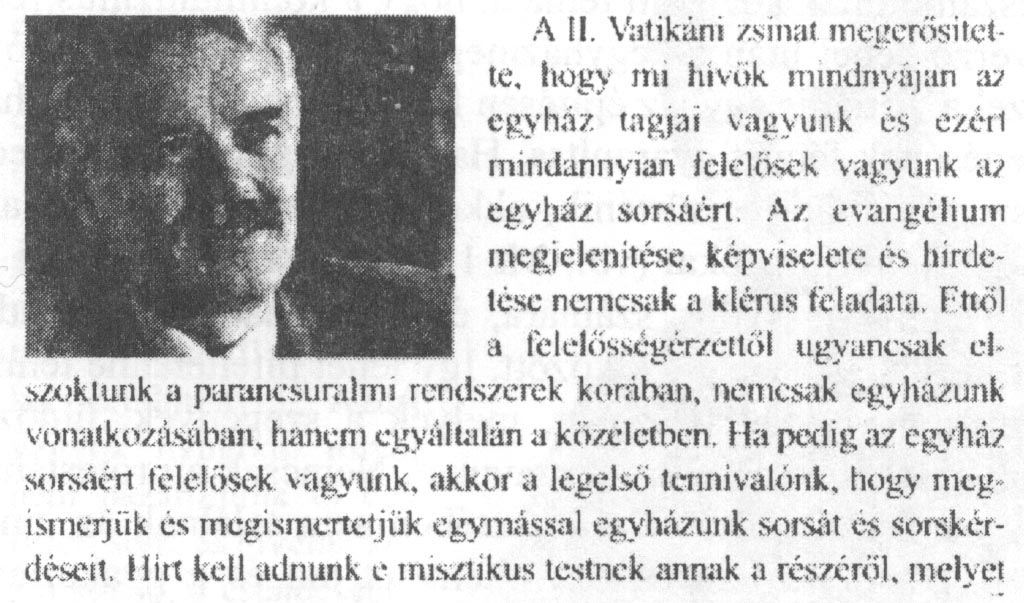 A II. Vatikáni zsinat megerősítet-
te, hogy mi hívők mindnyájan az
egyház tagjai vagyunk és ezért
mindannyian felelősek vagyunk az
egyház sorsáért. Az evangélium
megjelenítése, képviselete és hirde-
tése nemcsak a klérus feladata. Ettől
a felelősségérzettől ugyancsak el-
szoktunk a parancsuralmi rendszerek korában, nemcsak egyházunk
vonatkozásában, hanem egyáltalán a közéletben. Ha pedig az egyház
sorsáért felelősek vagyunk, akkor a legelső tennivalónk, hogy meg-
ismerjük és megismertetjük egymással egyházunk sorsát és sorskér-
déseit. Hírt kell adnunk e misztikus testnek annak a részéről, melyet